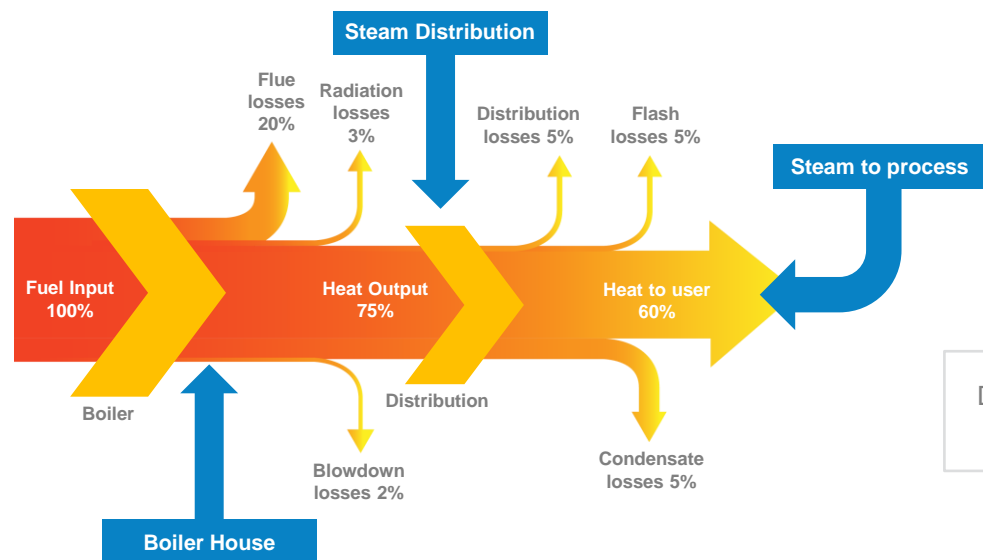 Steam Distribution
Flue
losses
20%
Radiation
losses
3%
Distribution
losses 5%
Flash
losses 5%
Steam to process
Fuel Input
100%
Heat Output
75%
Heat to user
60%
Boiler
Distribution
Blowdown
losses 2%
Condensate
losses 5%
Boiler House